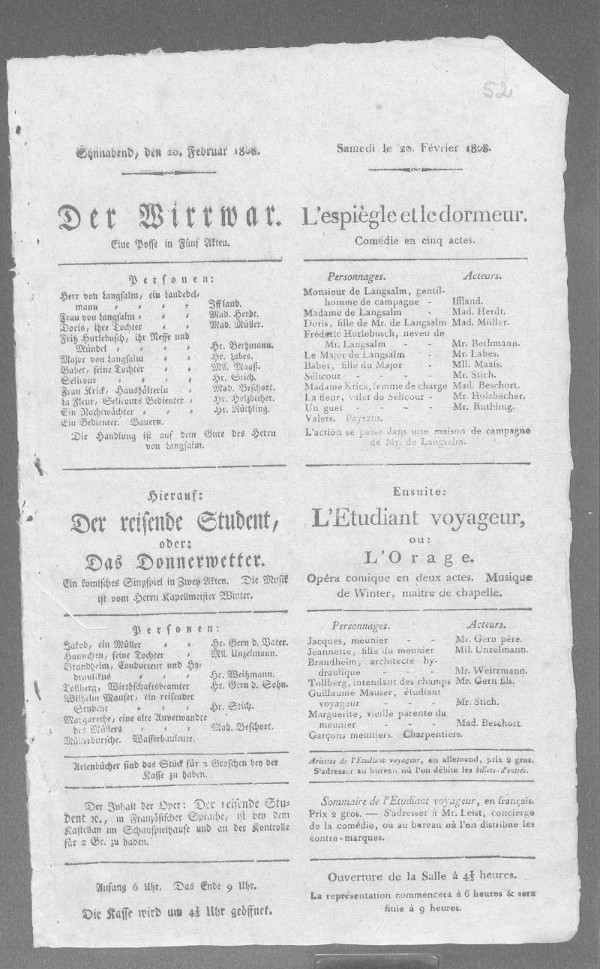 52
Sonnabend, den 20. Februar 1808.
Der Wirrwar.
Eine Posse in Fünf Akten.
Personen:
Herr von Langsalm, ein Landedel-
mann - - - Iffland.
Frau von Langsalm - - Mad. Herdt.
Doris, ihre Tochter - - Mad. Müller.
Fritz Hurlebusch, ihr Neffe und
Mündel - - - Hr. Bethmann.
Major von Langsalm - - Hr. Labes.
Babet, seine Tochter - - Mll. Maaß.
Selicour - - - Hr. Stich.
Frau Krick, Haushälterin - Mad. Beschort.
la Fleur, Selicours Bedienter - Hr. Holzbecher.
Ein Nachtwächter - - - Hr. Rüthling.
Ein Bedienter. Bauern.
Die Handlung ist auf dem Gute des Herrn
von Langsalm.
Hierauf:
Der reisende Student,
oder:
Das Donnerwetter.
Ein komisches Singspiel in Zwey Akten. Die Musik
ist vom Herrn Kapellmeister Winter.
Personen:
Jakob, ein Müller - - Hr. Gern d. Vater.
Hannchen, seine Tochter - Mll. Unzelmann.
Brandheim, Conducteur und Hy-
draulikus - - - Hr. Weitzmann.
Tollberg, Wirthschaftsbeamter Hr. Gern d. Sohn.
Wilhelm Mauser, ein reisender
Student - - - Hr. Stich.
Margarethe, eine alte Anverwandte
des Müllers - - - Mad. Beschort.
Müllerbursche. Wasserbauleute.
Arienbücher sind das Stück für 2 Groschen bey der
Kasse zu haben.
Der Inhalt der Oper: Der reisende Stu-
dent ꝛc., in Französischer Sprache, ist bey dem
Kastellan im Schauspielhause und an der Kontrolle
für 2 Gr. zu haben.
Anfang 6 Uhr. Das Ende 9 Uhr.
Die Kasse wird um 4½ Uhr geöffnet.
Samedi le 20. Février 1808.
L'espiègle et le dormeur.
Comédie en cinq actes.
Personnages. Acteurs.
Monsieur de Langsalm, gentil-
homme de campagne - Iffland.
Madame de Langsalm - Mad. Herdt.
Doris, fille de Mr. de Langsalm Mad. Müller.
Fréderic Hurlebusch, neveu de
Mr. Langsalm - - Mr. Bethmann.
Le Major de Langsalm - Mr. Labes.
Babet, fille du Major - Mll. Maafs.
Sélicour - - - Mr. Stich.
Madame Krick, femme de charge Mad. Beschort.
La fleur, valet de Selicour - Mr. Holzbecher.
Un guet - - - - Mr. Rüthling.
Valets. Paysans.
L'action se passe dans une maison de campagne
de Mr. de Langsalm.
Ensuite:
L'Etudiant voyageur,
ou:
L'Orage.
Opéra comique en deux actes. Musique
de Winter, maitre de chapelle.
Personnages. Acteurs.
Jacques, meunier - - Mr. Gern père.
Jeannette, fille du meunier Mll. Unzelmann.
Brandheim, architecte hy-
draulique - - Mr. Weitzmann.
Tollberg, intendant des champs Mr. Gern fils.
Guillaume Mauser, étudiant
voyageur - - Mr. Stich.
Marguerite, vieille parente du
meunier - - Mad. Beschort.
Garçons meuniers. Charpentiers.
Ariettes de l'Etudiant voyageur, en allemand, prix 2 gros.
S'adresser au bureau où l'on débite les billets-d'entrée.
Sommaire de l'Etudiant voyageur, en français.
Prix 2 gros. — S'adresser à Mr. Leist, concierge
de la comédie, ou au bureau où l'on distribue les
contre-marques.
Ouverture de la Salle à 4½ heures.
La représentation commencera à 6 heures & sera
finie à 9 heures.